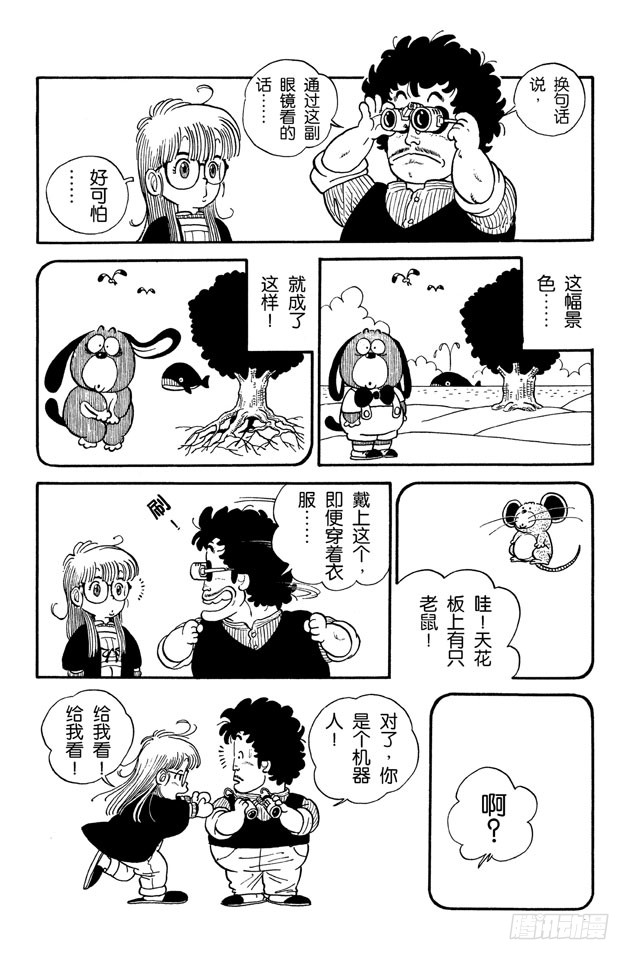 换句话
说，
通过这副
眼镜看的
话……
好可怕
……
这幅景
色……
就成了
这样！
哇！天花
板上有只
老鼠！
戴上这个，
即便穿着衣
服……
刷！
啊？
对了，你
是个机器
人！
给我看！
给我看！
腾讯动漫